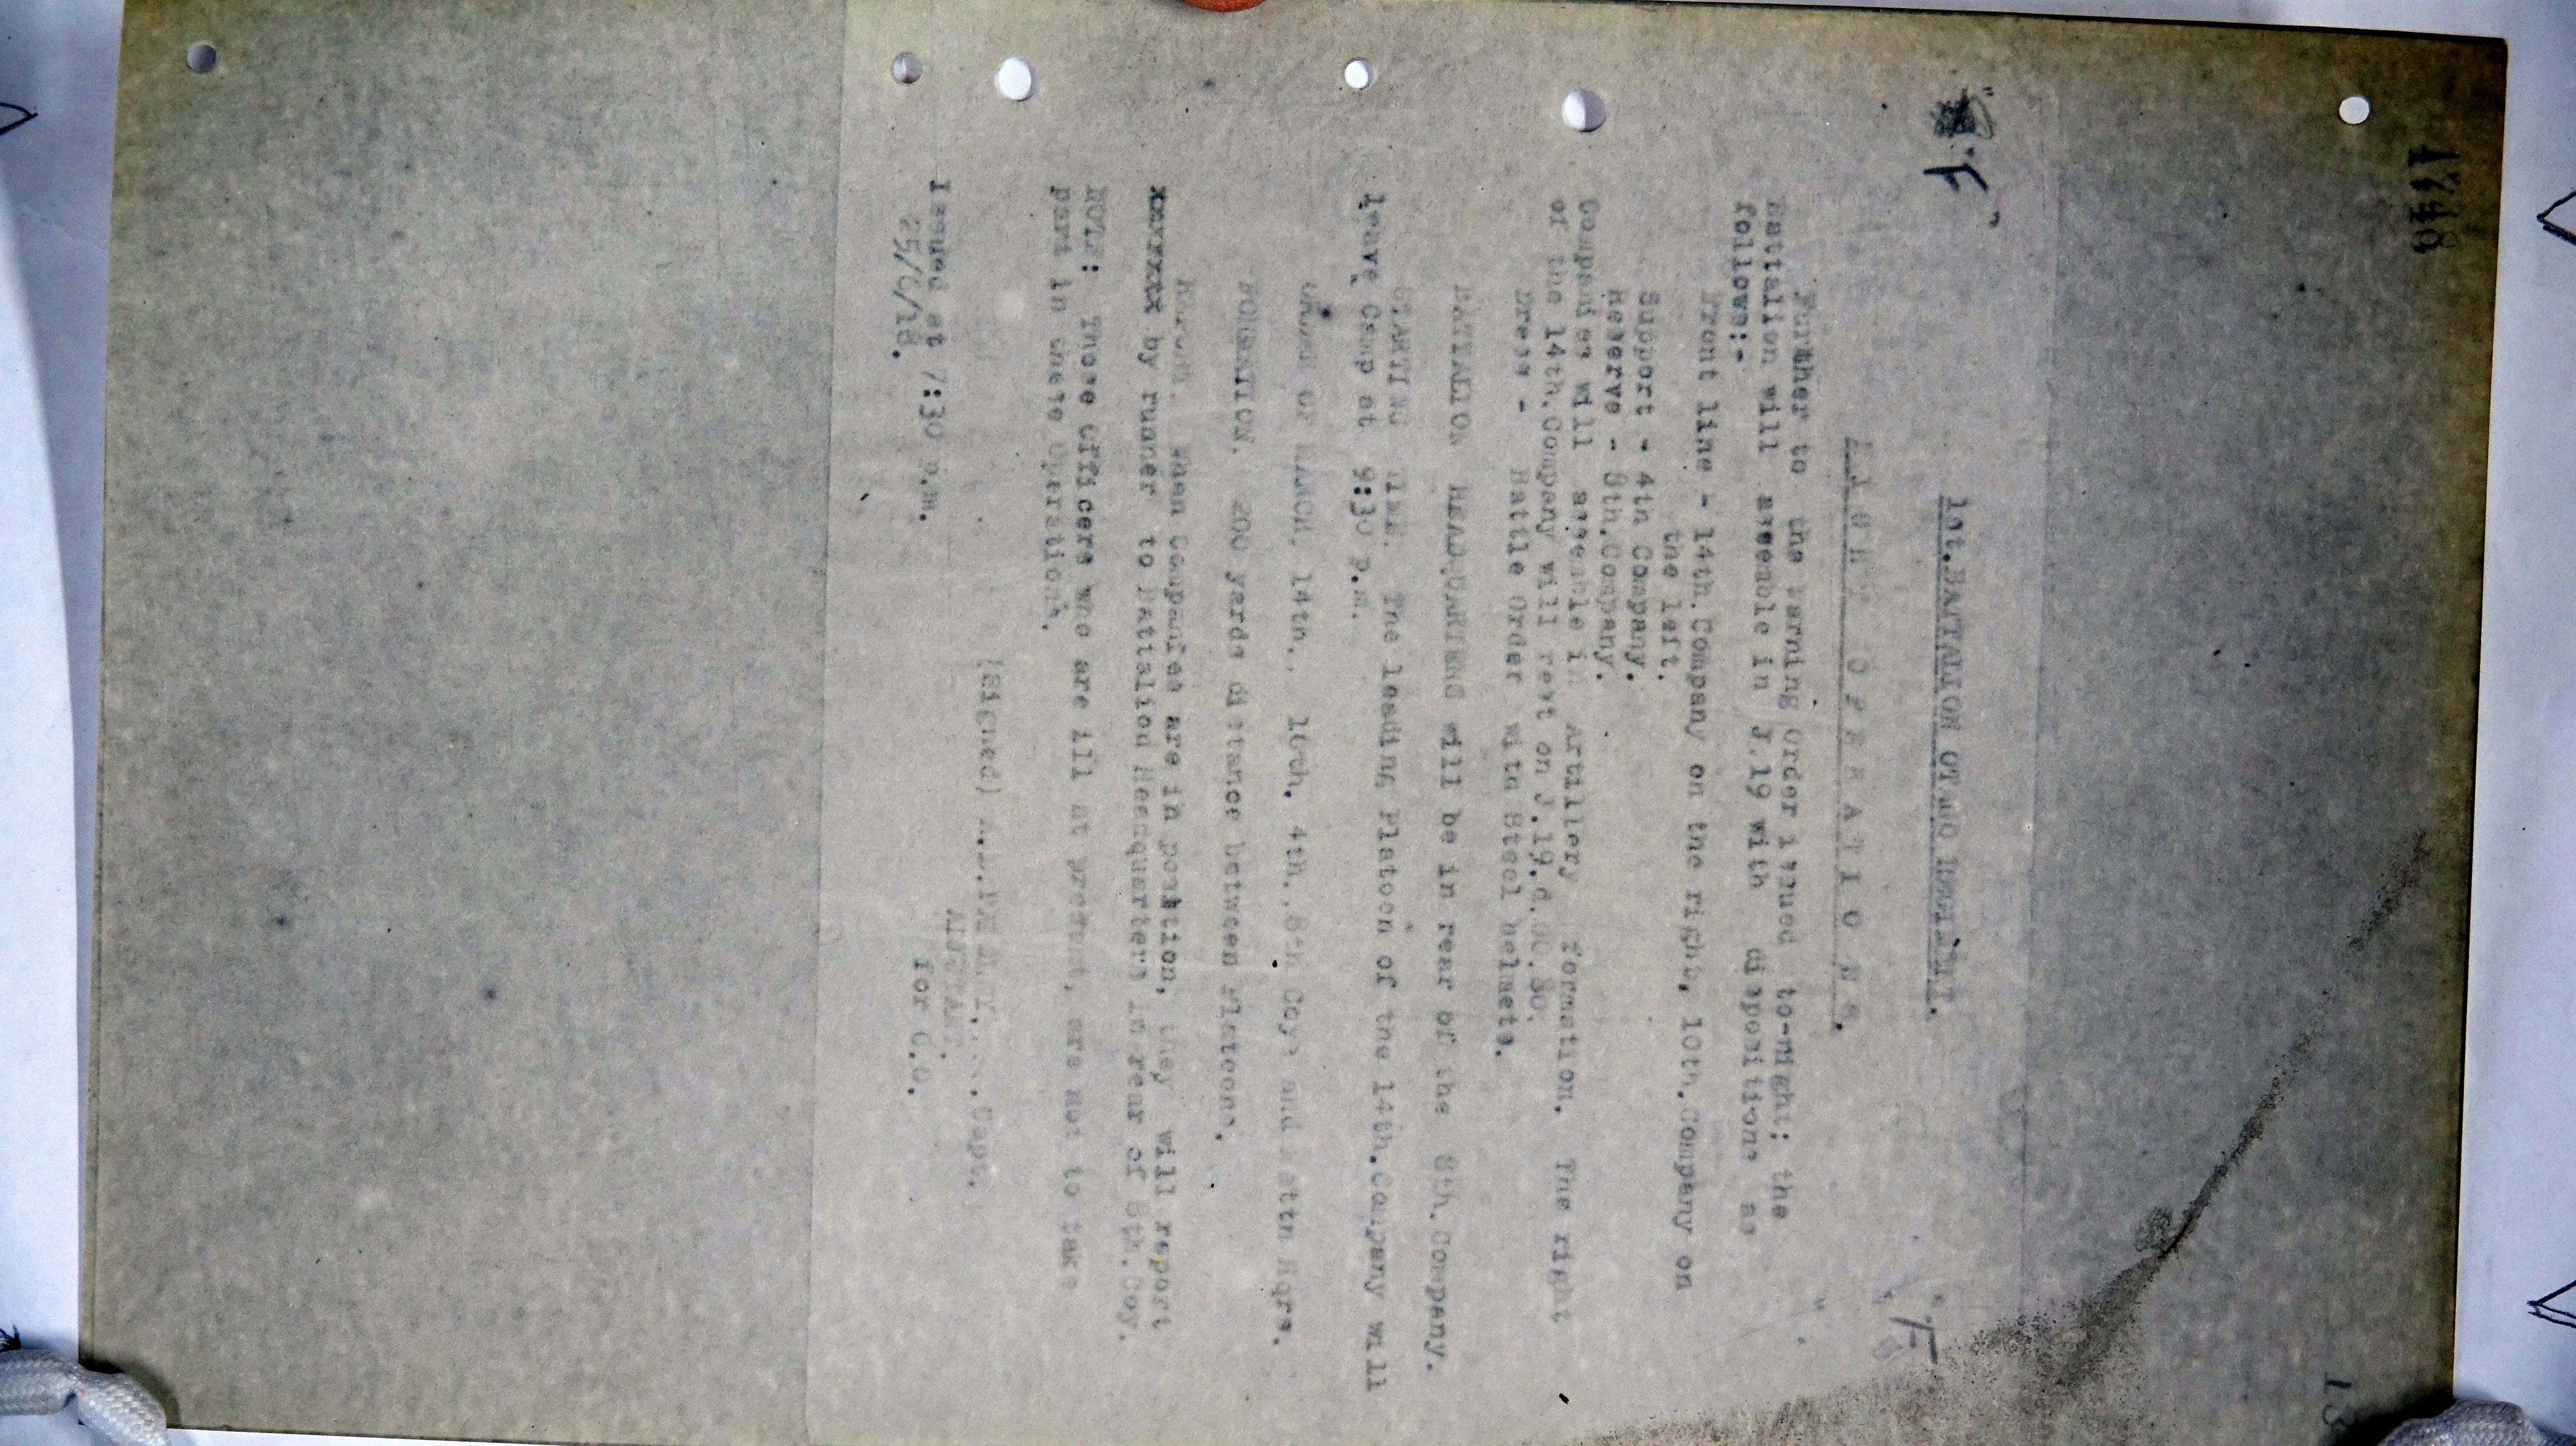 1st.BATTALION OTAGO REGIMENT.
"F"
NIGHT OPERATIONS.
Further to the Warning Order issued to-night; the
Battalion will assemble in J.19 with dispositions as
follows:-
Front line - 14th.Company on the right, 10th.Company on
the left.
Support - 4th Company.
Reserve - 8th.Company.
Companies will assemble in Artillery formation. The right
of the 14th.Company will rest on J.19.d.80.80.
Dress - Battle Order with Steel helmets.
BATTALION HEADQUARTERS will be in rear of the 8th.Company.
STARTING TIME. The leading Platoon of the 14th.Company will
leave Camp at 9:30 p.m.
ORDER OF MARCH. 14th., 10th. 4th.,8th Coys and Battn Hqrs.
FORMATION. 200 yards distance between Platoons.
When Companies are in position, they will report
xxxxxxx by runner to Battalion Headquarters in rear of 8th.Coy.
NOTE: Those Officers who are ill at present, are not to take
part in these Operations.
(Signed) Capt.,
ADJUTANT.
for C.O.
Issued at 7:30 p.m.
25/6/18.
13